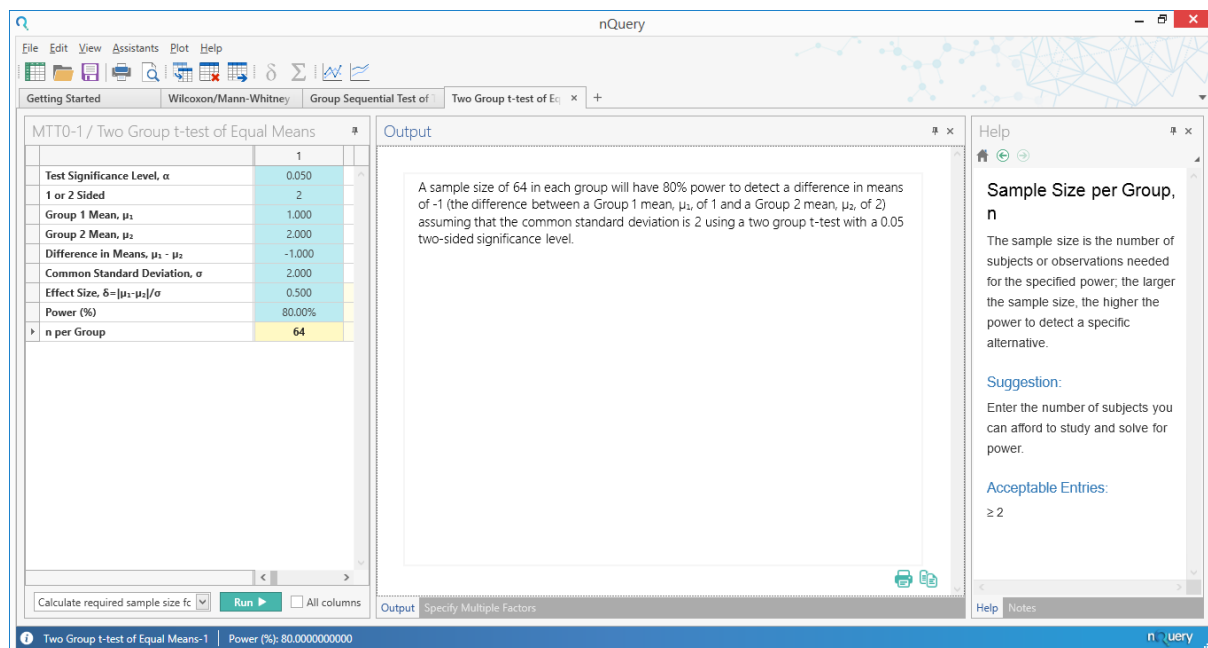 nQuery
File Edit View Assistants Plot Help
δ Σ
Getting Started Wilcoxon/Mann-Whitney Group Sequential Test of Two Group t-test of Eq × +
MTT0-1 / Two Group t-test of Equal Means
1
Test Significance Level, α 0.050
1 or 2 Sided 2
Group 1 Mean, μ₁ 1.000
Group 2 Mean, μ₂ 2.000
Difference in Means, μ₁ - μ₂ -1.000
Common Standard Deviation, σ 2.000
Effect Size, δ=|μ₁-μ₂|/σ 0.500
Power (%) 80.00%
n per Group 64
Calculate required sample size fc Run All columns
Output
A sample size of 64 in each group will have 80% power to detect a difference in means
of -1 (the difference between a Group 1 mean, μ₁, of 1 and a Group 2 mean, μ₂, of 2)
assuming that the common standard deviation is 2 using a two group t-test with a 0.05
two-sided significance level.
Output Specify Multiple Factors
Help
Sample Size per Group,
n
The sample size is the number of
subjects or observations needed
for the specified power; the larger
the sample size, the higher the
power to detect a specific
alternative.
Suggestion:
Enter the number of subjects you
can afford to study and solve for
power.
Acceptable Entries:
≥ 2
Help Notes
Two Group t-test of Equal Means-1 Power (%): 80.0000000000
nQuery